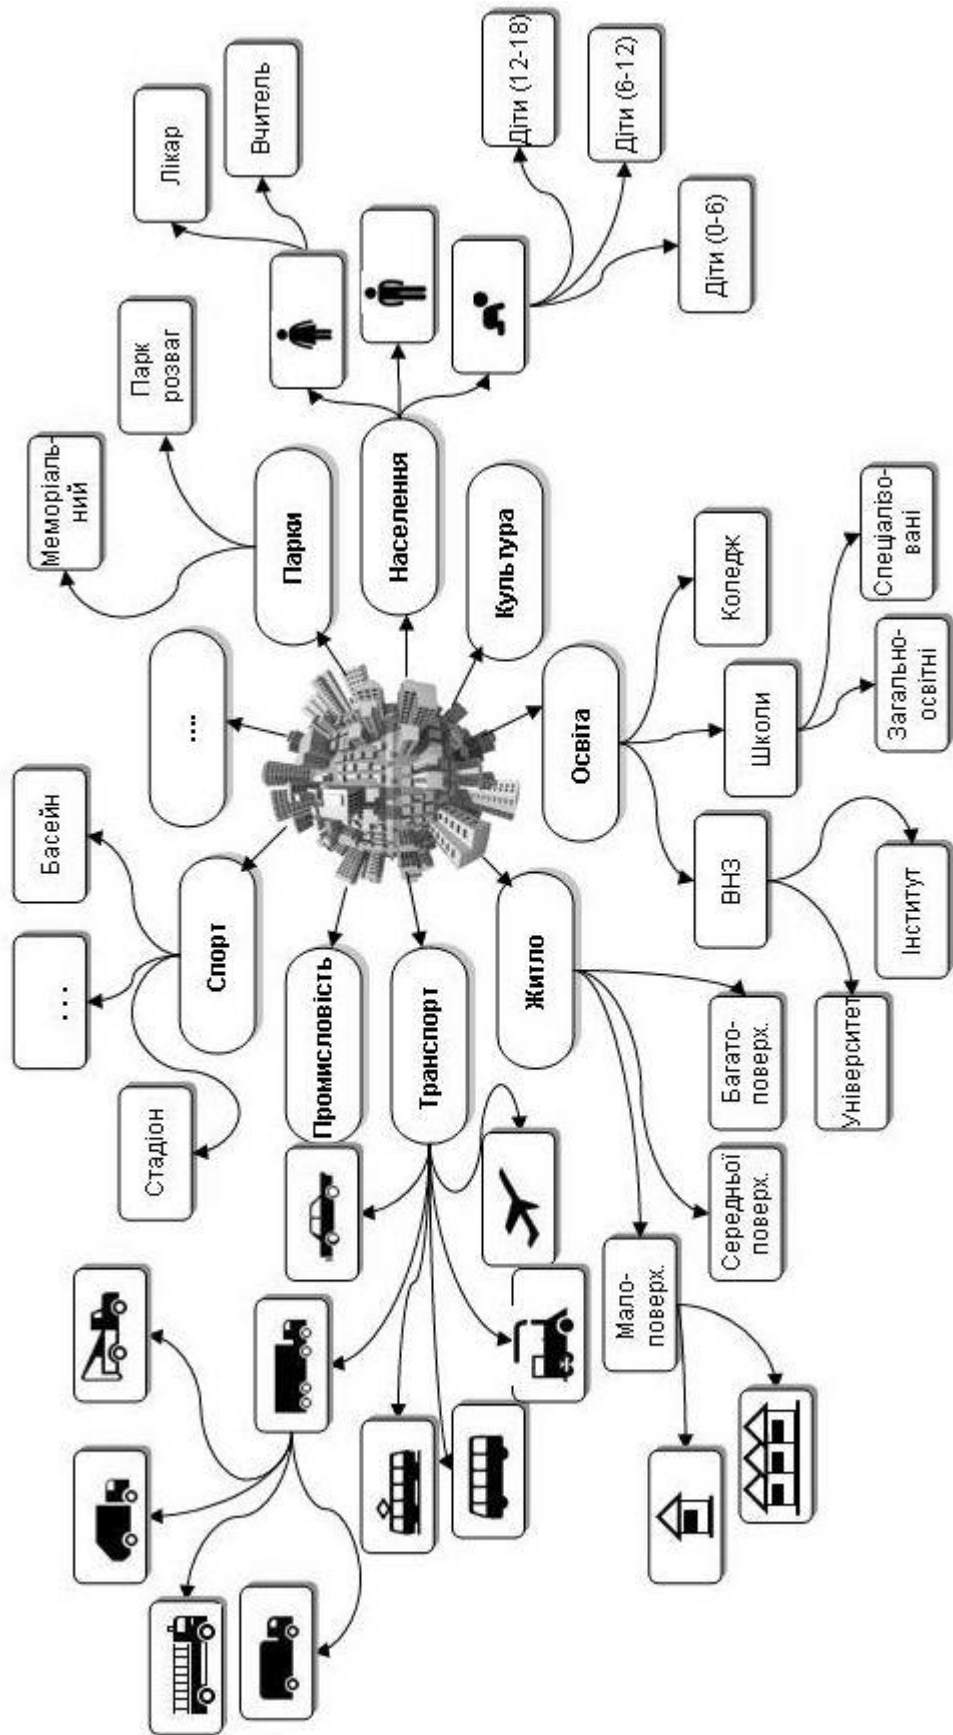 Мемориаль-
ний
Парк
розваг
Лікар
Вчитель
Діти (12-18)
Діти (6-12)
Діти (0-6)
Парки
Населення
Культура
Освіта
Коледж
Школи
Спеціалізо-
вані
Загально-
освітні
ВНЗ
Інститут
Університет
....
Басейн
. . .
Спорт
Стадіон
Промисловість
Транспорт
Житло
Багато-
поверх.
Середньої
поверх.
Мало-
поверх.